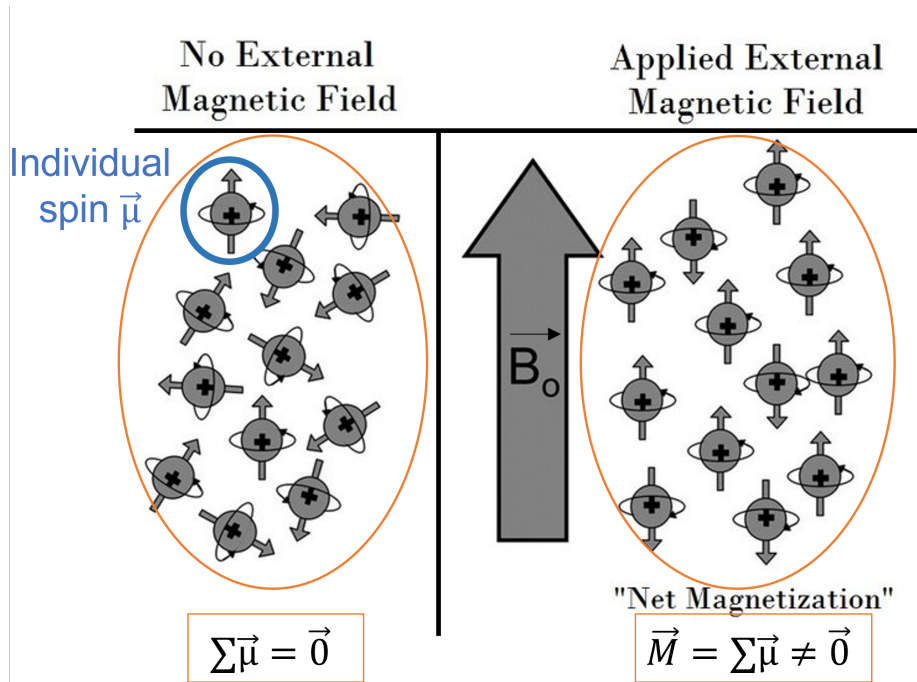 No External
Magnetic Field
Applied External
Magnetic Field
Individual
spin μ⃗
B⃗o
"Net Magnetization"
∑μ⃗ = 0⃗
M⃗ = ∑μ⃗ ≠ 0⃗